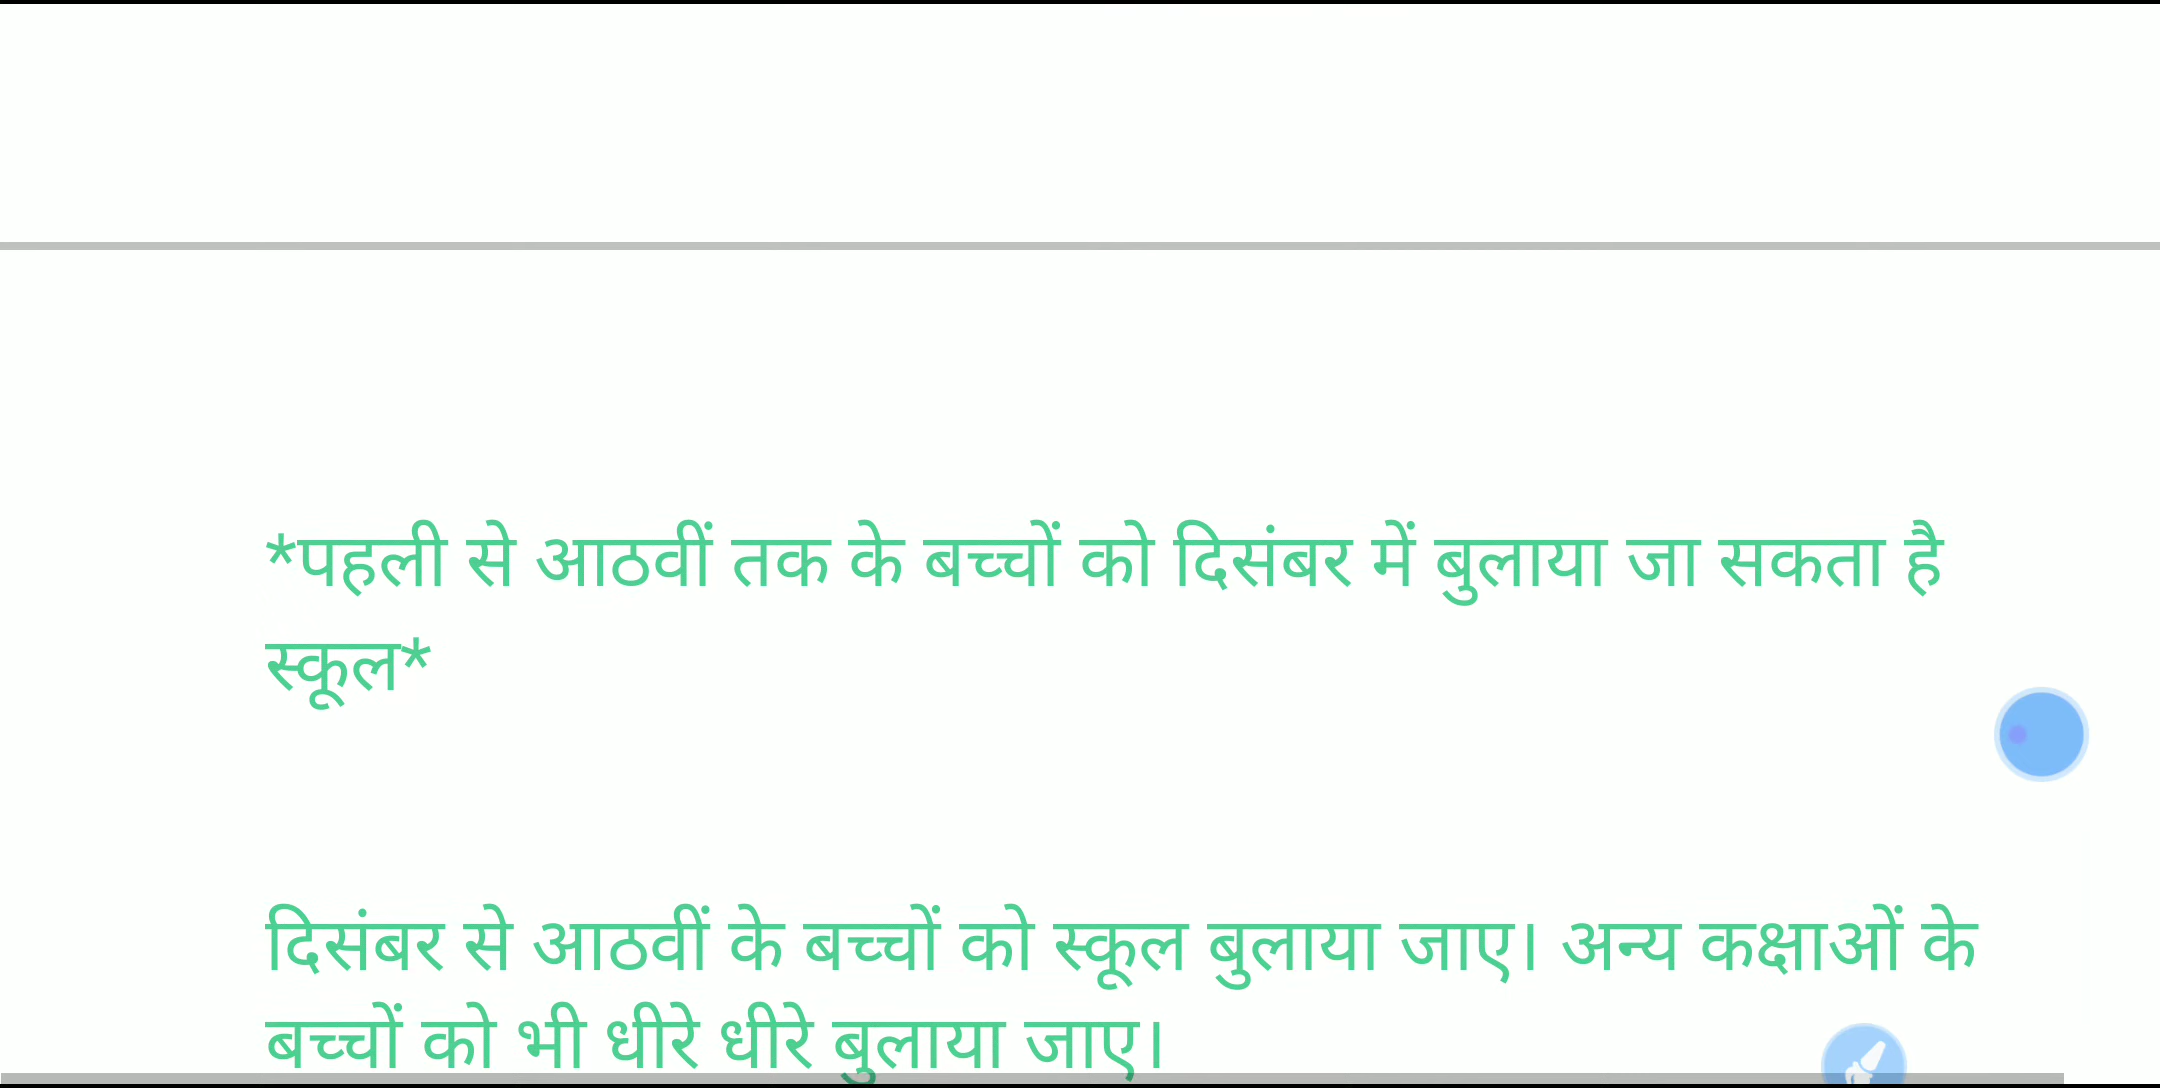 *पहली से आठवीं तक के बच्चों को दिसंबर में बुलाया जा सकता है
स्कूल*
दिसंबर से आठवीं के बच्चों को स्कूल बुलाया जाए। अन्य कक्षाओं के
बच्चों को भी धीरे धीरे बुलाया जाए।